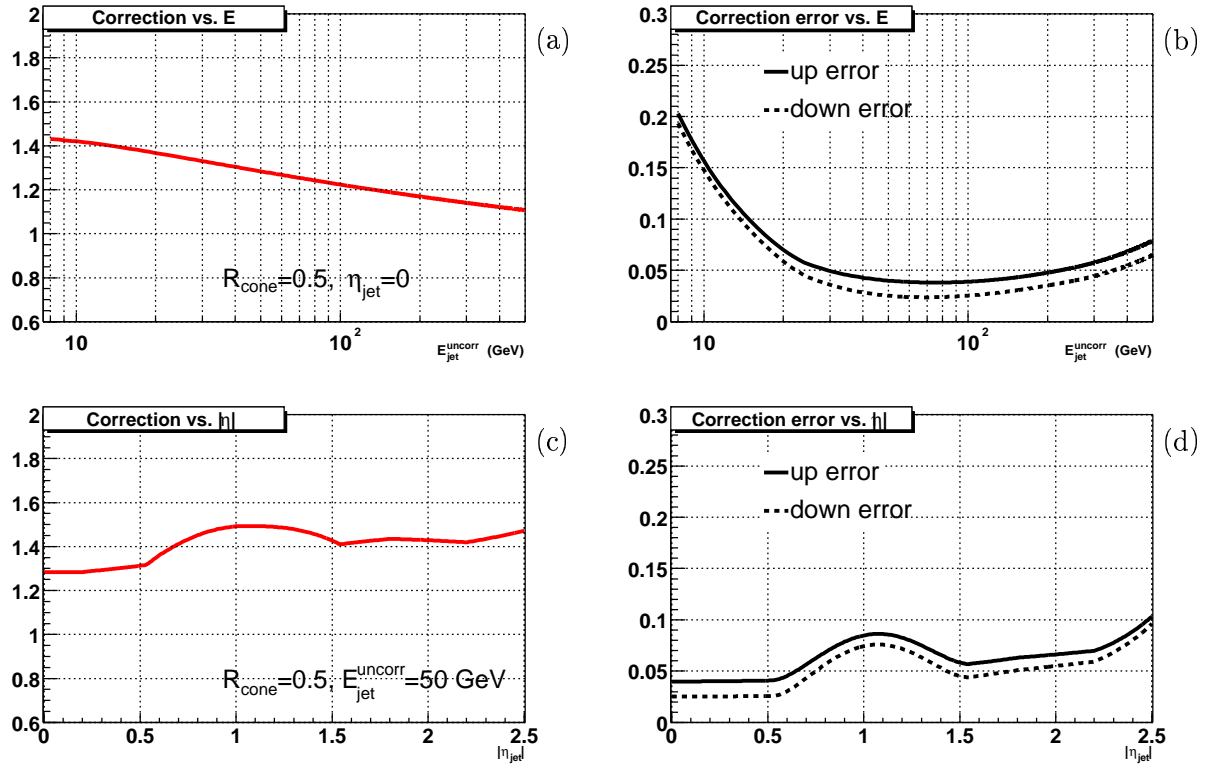 Correction vs. E
(a)
2
1.8
1.6
1.4
1.2
1
0.8
0.6
R_cone=0.5, η_jet=0
10
10^2
E_jet^uncorr (GeV)
Correction error vs. E
(b)
0.3
0.25
0.2
0.15
0.1
0.05
0
up error
down error
10
10^2
E_jet^uncorr (GeV)
Correction vs. |η|
(c)
2
1.8
1.6
1.4
1.2
1
0.8
0.6
R_cone=0.5, E_jet^uncorr=50 GeV
0 0.5 1 1.5 2 2.5
|η_jet|
Correction error vs. |η|
(d)
0.3
0.25
0.2
0.15
0.1
0.05
0
up error
down error
0 0.5 1 1.5 2 2.5
|η_jet|